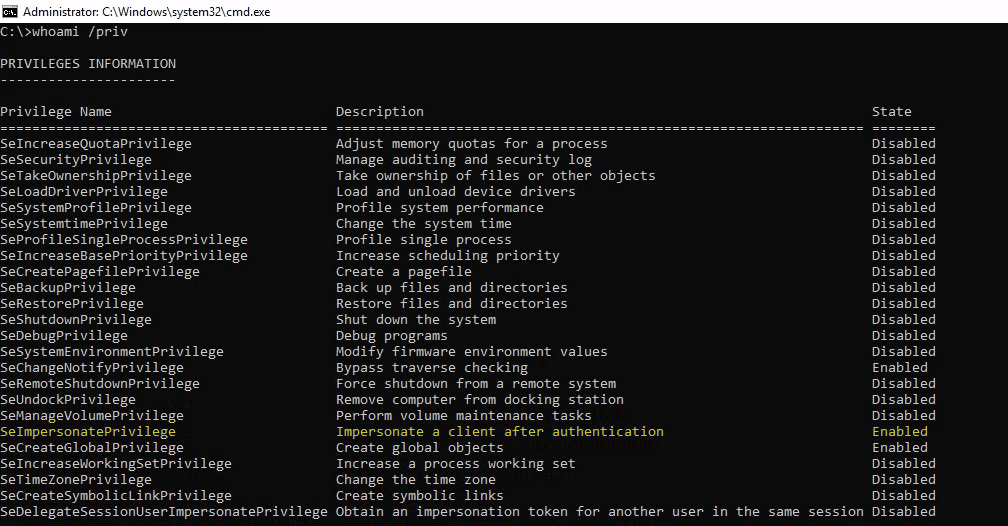 Administrator: C:\Windows\system32\cmd.exe
C:\>whoami /priv
PRIVILEGES INFORMATION
----------------------
Privilege Name Description State
========================================= ================================================================== ========
SeIncreaseQuotaPrivilege Adjust memory quotas for a process Disabled
SeSecurityPrivilege Manage auditing and security log Disabled
SeTakeOwnershipPrivilege Take ownership of files or other objects Disabled
SeLoadDriverPrivilege Load and unload device drivers Disabled
SeSystemProfilePrivilege Profile system performance Disabled
SeSystemtimePrivilege Change the system time Disabled
SeProfileSingleProcessPrivilege Profile single process Disabled
SeIncreaseBasePriorityPrivilege Increase scheduling priority Disabled
SeCreatePagefilePrivilege Create a pagefile Disabled
SeBackupPrivilege Back up files and directories Disabled
SeRestorePrivilege Restore files and directories Disabled
SeShutdownPrivilege Shut down the system Disabled
SeDebugPrivilege Debug programs Disabled
SeSystemEnvironmentPrivilege Modify firmware environment values Disabled
SeChangeNotifyPrivilege Bypass traverse checking Enabled
SeRemoteShutdownPrivilege Force shutdown from a remote system Disabled
SeUndockPrivilege Remove computer from docking station Disabled
SeManageVolumePrivilege Perform volume maintenance tasks Disabled
SeImpersonatePrivilege Impersonate a client after authentication Enabled
SeCreateGlobalPrivilege Create global objects Enabled
SeIncreaseWorkingSetPrivilege Increase a process working set Disabled
SeTimeZonePrivilege Change the time zone Disabled
SeCreateSymbolicLinkPrivilege Create symbolic links Disabled
SeDelegateSessionUserImpersonatePrivilege Obtain an impersonation token for another user in the same session Disabled